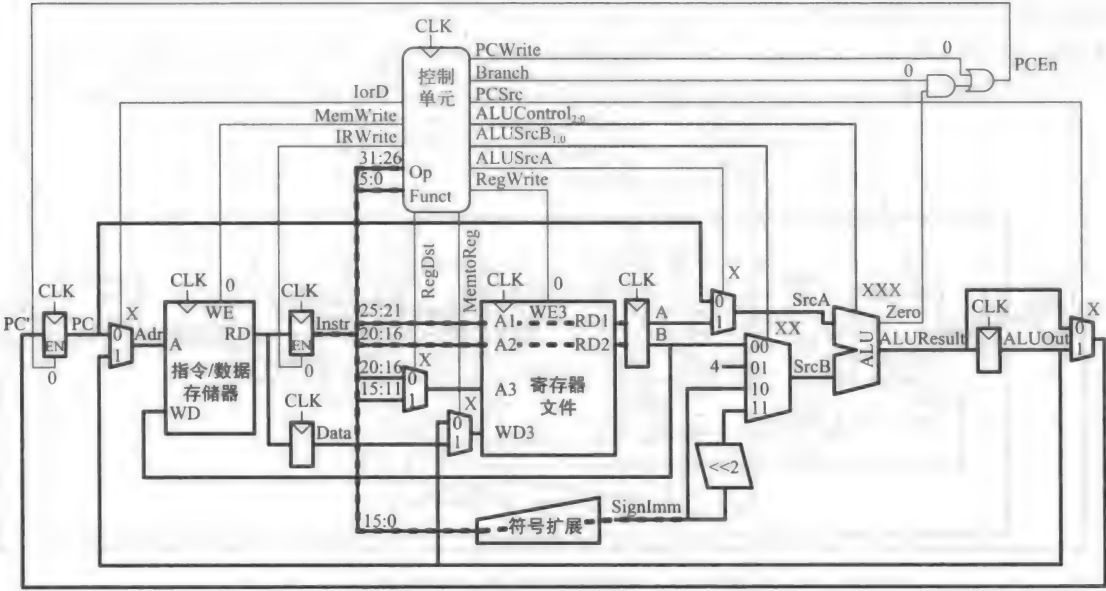 CLK
PCWrite
0
Branch
0
PCEn
控制
单元
IorD
PCSrc
MemWrite
ALUControl2:0
IRWrite
ALUSrcB1:0
31:26
Op
ALUSrcA
5:0
Funct
RegWrite
RegDst
MemtoReg
CLK
X
CLK
0
CLK
CLK
0
CLK
X
XXX
CLK
X
PC'
EN
0
PC
0
1
Adr
WE
A
RD
指令/数据
存储器
WD
EN
0
Instr
25:21
20:16
A1
WE3
RD1
A2
RD2
A
B
0
1
SrcA
Zero
ALU
ALUResult
ALUOut
0
1
XX
00
4
01
10
11
SrcB
20:16
15:11
X
0
1
A3
寄存器
文件
CLK
Data
X
0
1
WD3
<<2
15:0
符号扩展
SignImm